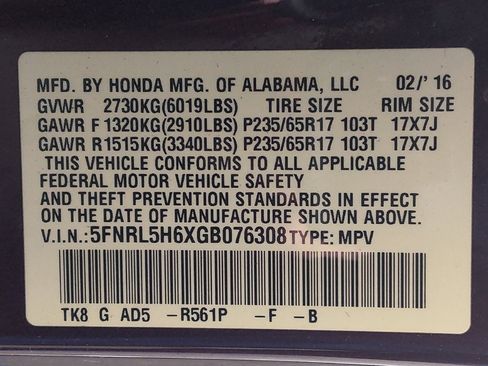 MFD. BY HONDA MFG. OF ALABAMA, LLC 02/'16
GVWR 2730KG(6019LBS) TIRE SIZE RIM SIZE
GAWR F 1320KG(2910LBS) P235/65R17 103T 17X7J
GAWR R 1515KG(3340LBS) P235/65R17 103T 17X7J
THIS VEHICLE CONFORMS TO ALL APPLICABLE
FEDERAL MOTOR VEHICLE SAFETY
AND THEFT PREVENTION STANDARDS IN EFFECT
ON THE DATE OF MANUFACTURE SHOWN ABOVE.
V.I.N.:5FNRL5H6XGB076308 TYPE: MPV
TK8 G AD5 –R561P –F –B